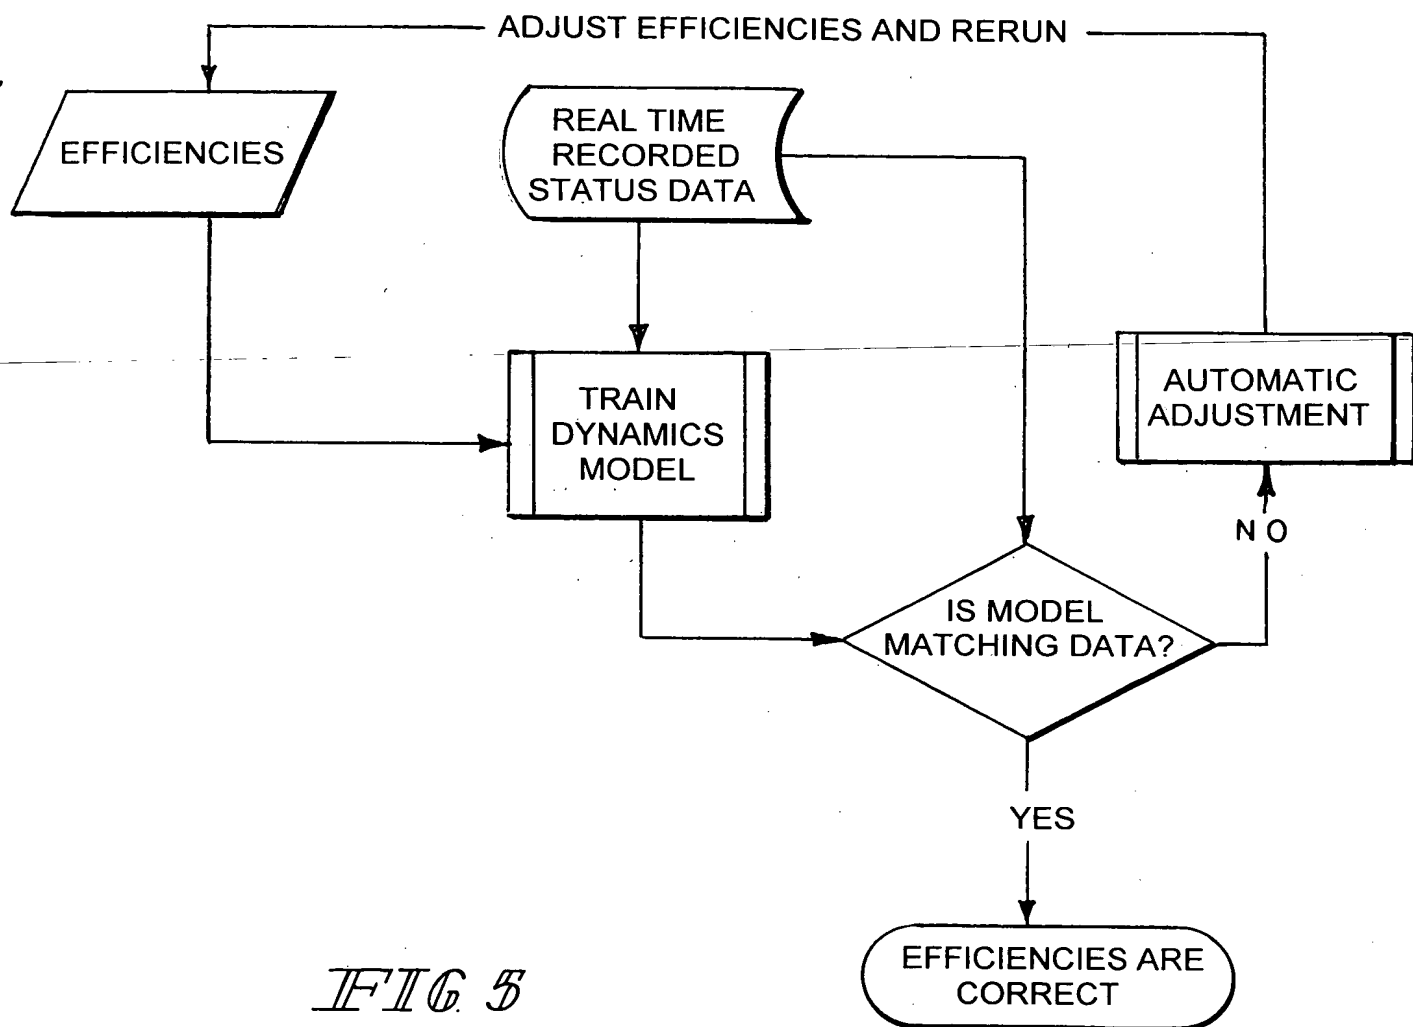 ADJUST EFFICIENCIES AND RERUN
EFFICIENCIES
REAL TIME
RECORDED
STATUS DATA
TRAIN
DYNAMICS
MODEL
AUTOMATIC
ADJUSTMENT
NO
IS MODEL
MATCHING DATA?
YES
EFFICIENCIES ARE
CORRECT
FIG. 5